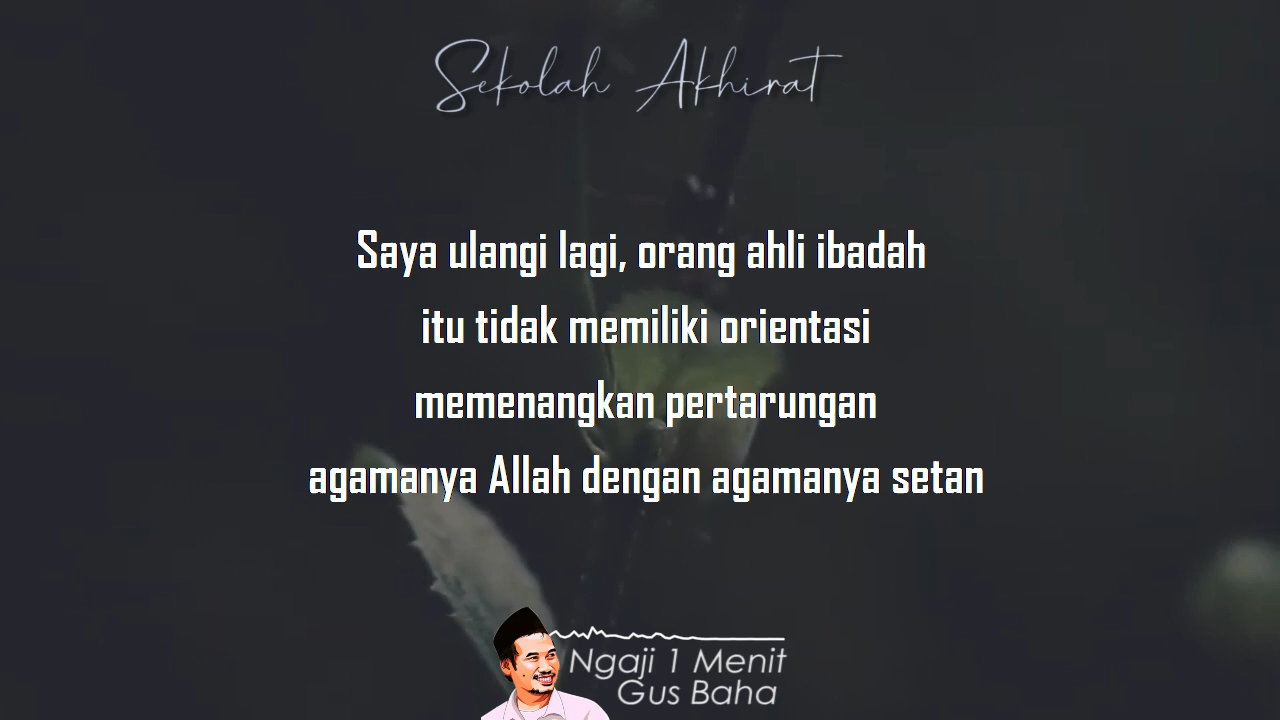 Sekolah Akhirat
Saya ulangi lagi, orang ahli ibadah
itu tidak memiliki orientasi
memenangkan pertarungan
agamanya Allah dengan agamanya setan
Ngaji 1 Menit
Gus Baha